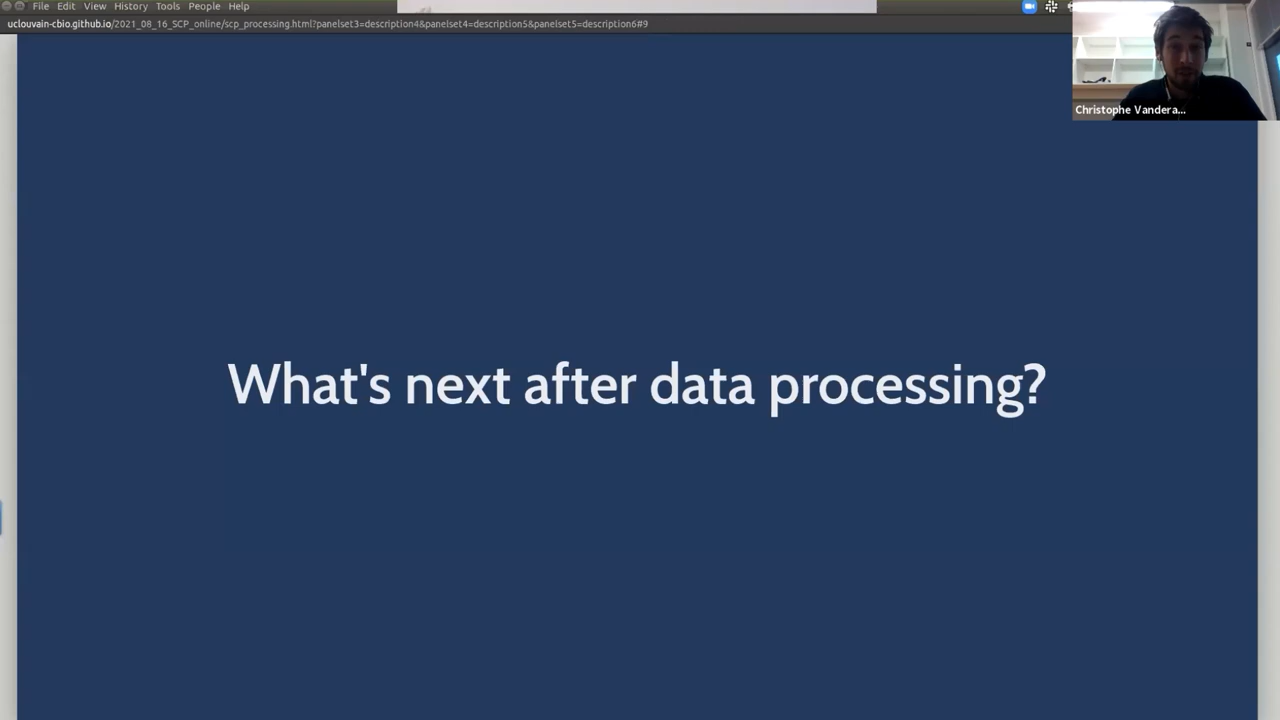 File Edit View History Tools People Help
uclouvain-cbio.github.io/2021_08_16_SCP_online/scp_processing.html?panelset3=description4&panelset4=description5&panelset5=description6#9
Christophe Vandera...
What's next after data processing?